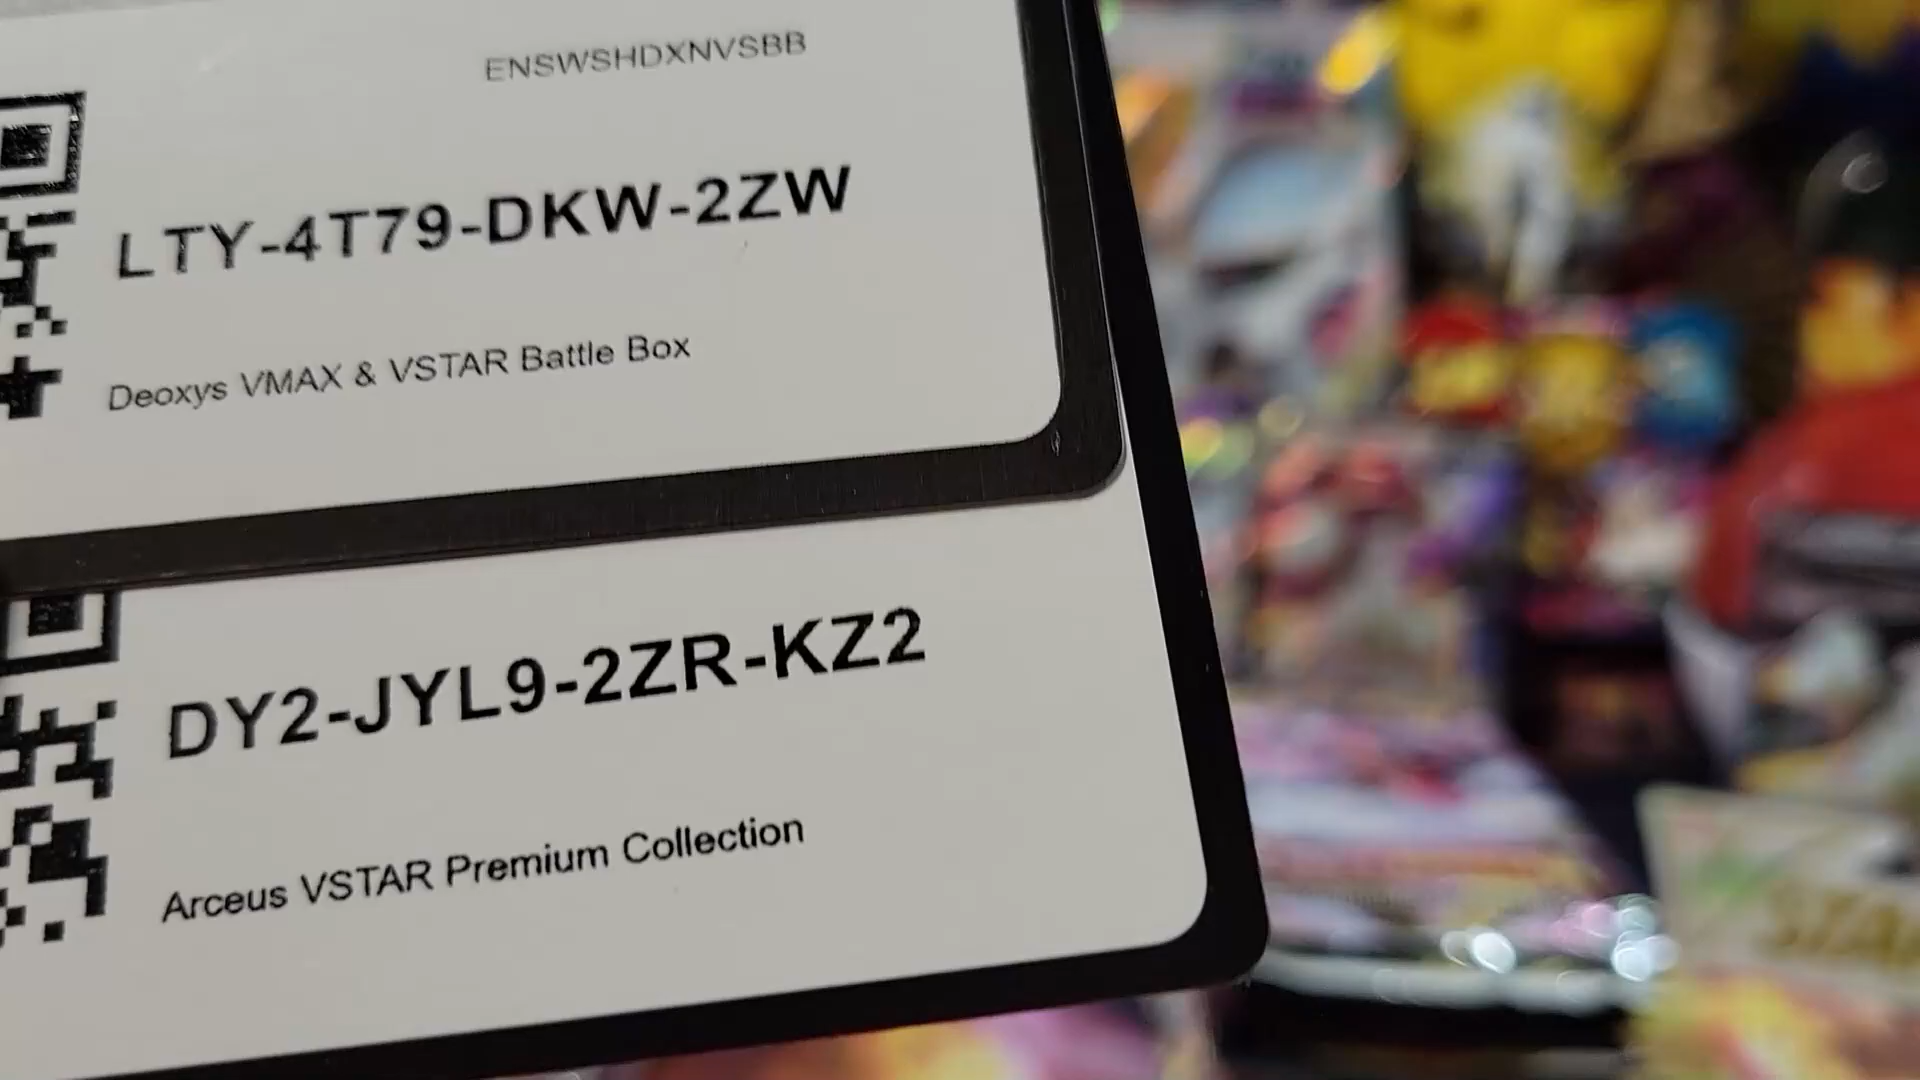 ENSWSHDXNVSBB
LTY-4T79-DKW-2ZW
Deoxys VMAX & VSTAR Battle Box
DY2-JYL9-2ZR-KZ2
Arceus VSTAR Premium Collection